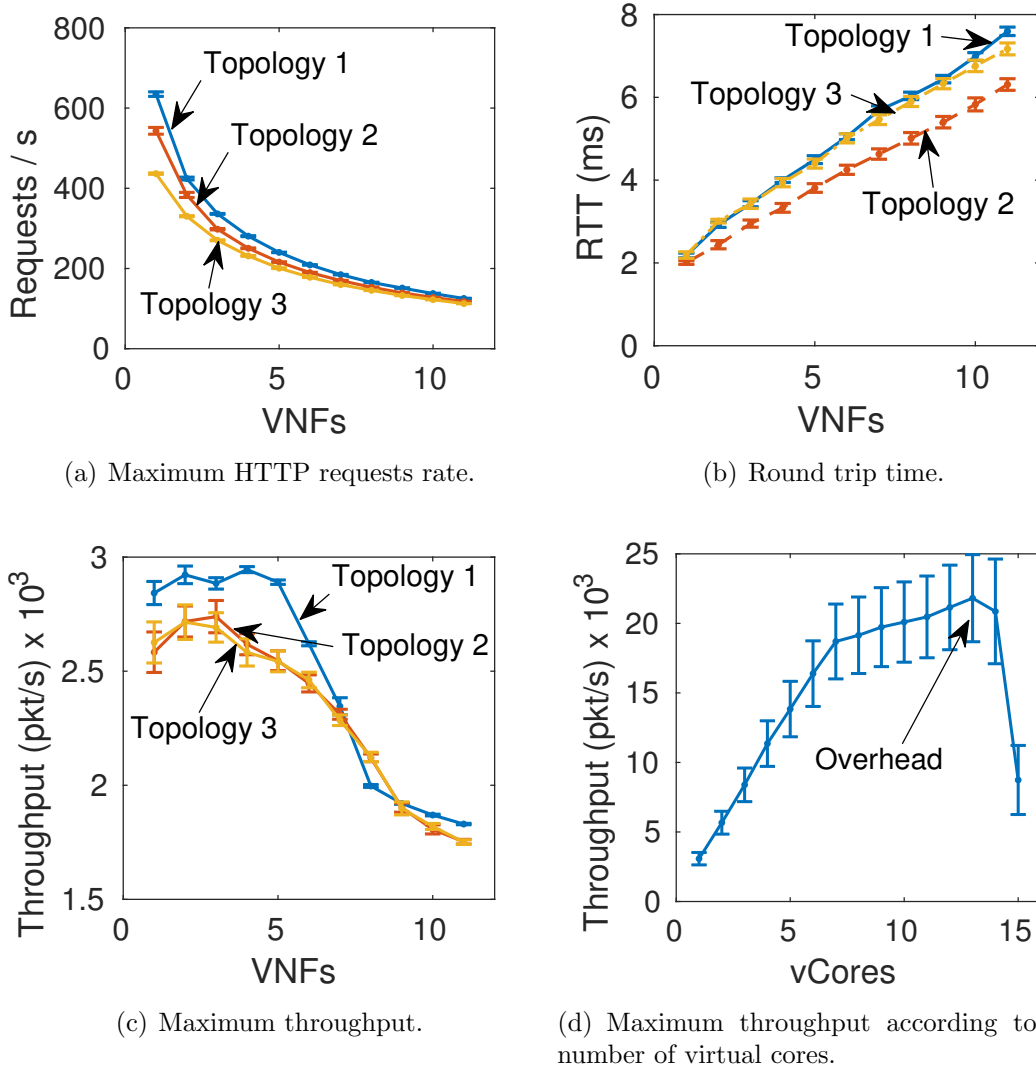 800
600
400
200
0
Requests / s
Topology 1
Topology 2
Topology 3
0
5
10
VNFs
(a) Maximum HTTP requests rate.
8
6
4
2
0
RTT (ms)
Topology 1
Topology 3
Topology 2
0
5
10
VNFs
(b) Round trip time.
3
2.5
2
1.5
Throughput (pkt/s) x 10³
Topology 1
Topology 2
Topology 3
0
5
10
VNFs
(c) Maximum throughput.
25
20
15
10
5
0
Throughput (pkt/s) x 10³
Overhead
0
5
10
15
vCores
(d) Maximum throughput according to
number of virtual cores.